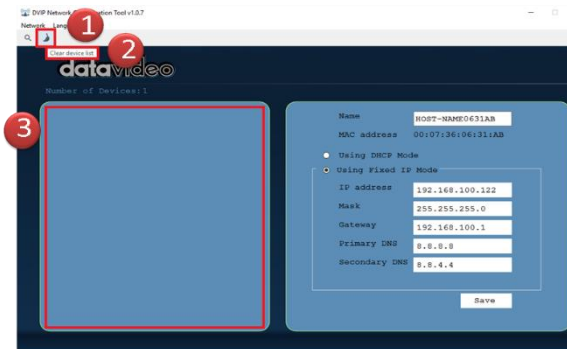 DVIP Network Configuration Tool v1.0.7
Network
1
Clear device list
2
datavideo
Number of Devices:1
3
Name HOST-NAME0631AB
MAC address 00:07:36:06:31:AB
Using DHCP Mode
Using Fixed IP Mode
IP address 192.168.100.122
Mask 255.255.255.0
Gateway 192.168.100.1
Primary DNS 8.8.8.8
Secondary DNS 8.8.4.4
Save